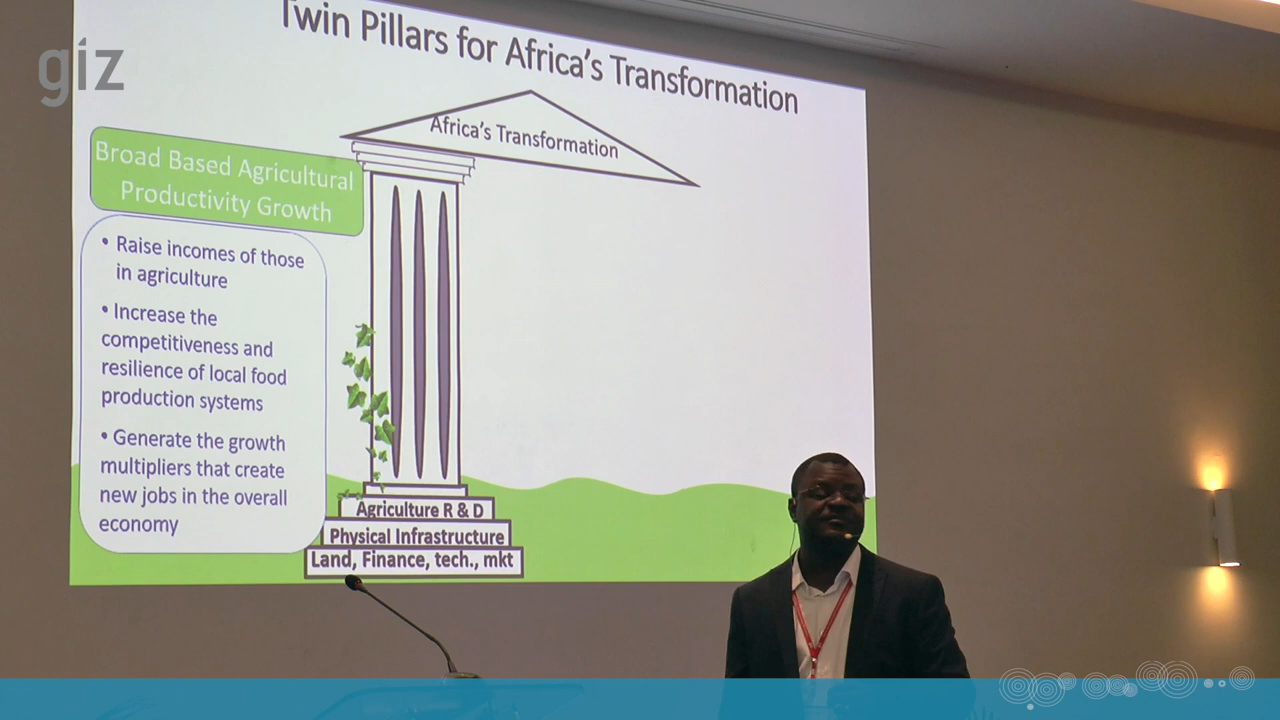 giz
Twin Pillars for Africa's Transformation
Africa's Transformation
Broad Based Agricultural
Productivity Growth
• Raise incomes of those
in agriculture
• Increase the
competitiveness and
resilience of local food
production systems
• Generate the growth
multipliers that create
new jobs in the overall
economy
Agriculture R & D
Physical Infrastructure
Land, Finance, tech., mkt